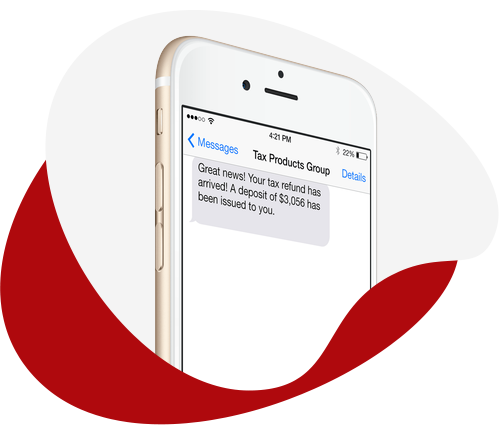 4:21 PM
22%
Messages
Tax Products Group
Details
Great news! Your tax refund has
arrived! A deposit of $3,056 has
been issued to you.